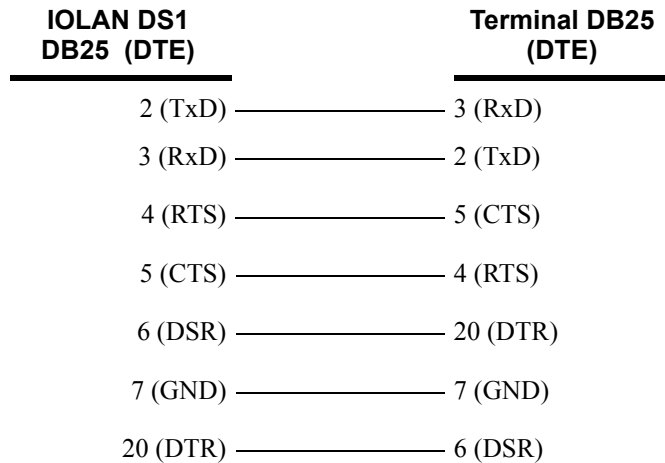 IOLAN DS1
DB25 (DTE)
Terminal DB25
(DTE)
2 (TxD) 3 (RxD)
3 (RxD) 2 (TxD)
4 (RTS) 5 (CTS)
5 (CTS) 4 (RTS)
6 (DSR) 20 (DTR)
7 (GND) 7 (GND)
20 (DTR) 6 (DSR)